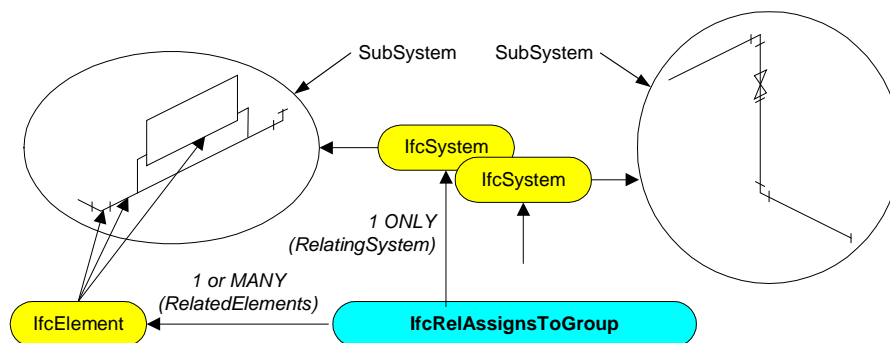 SubSystem
SubSystem
IfcSystem
IfcSystem
1 ONLY
(RelatingSystem)
1 or MANY
(RelatedElements)
IfcElement
IfcRelAssignsToGroup